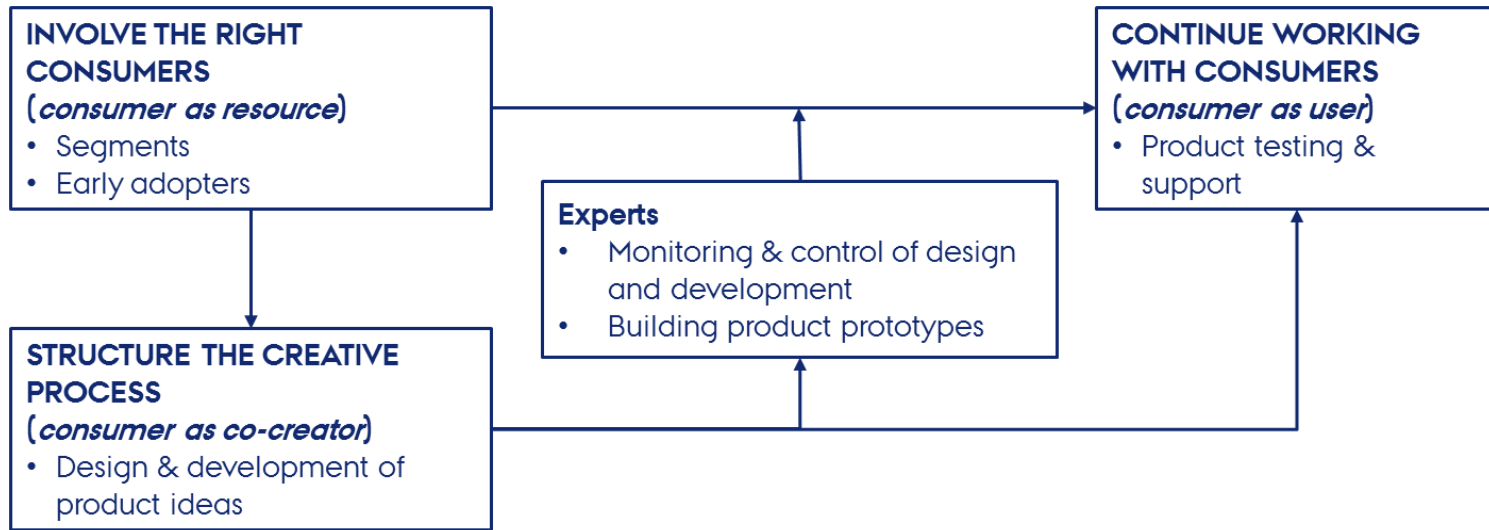 INVOLVE THE RIGHT
CONSUMERS
(consumer as resource)
• Segments
• Early adopters
STRUCTURE THE CREATIVE
PROCESS
(consumer as co-creator)
• Design & development of
product ideas
Experts
• Monitoring & control of design
and development
• Building product prototypes
CONTINUE WORKING
WITH CONSUMERS
(consumer as user)
• Product testing &
support